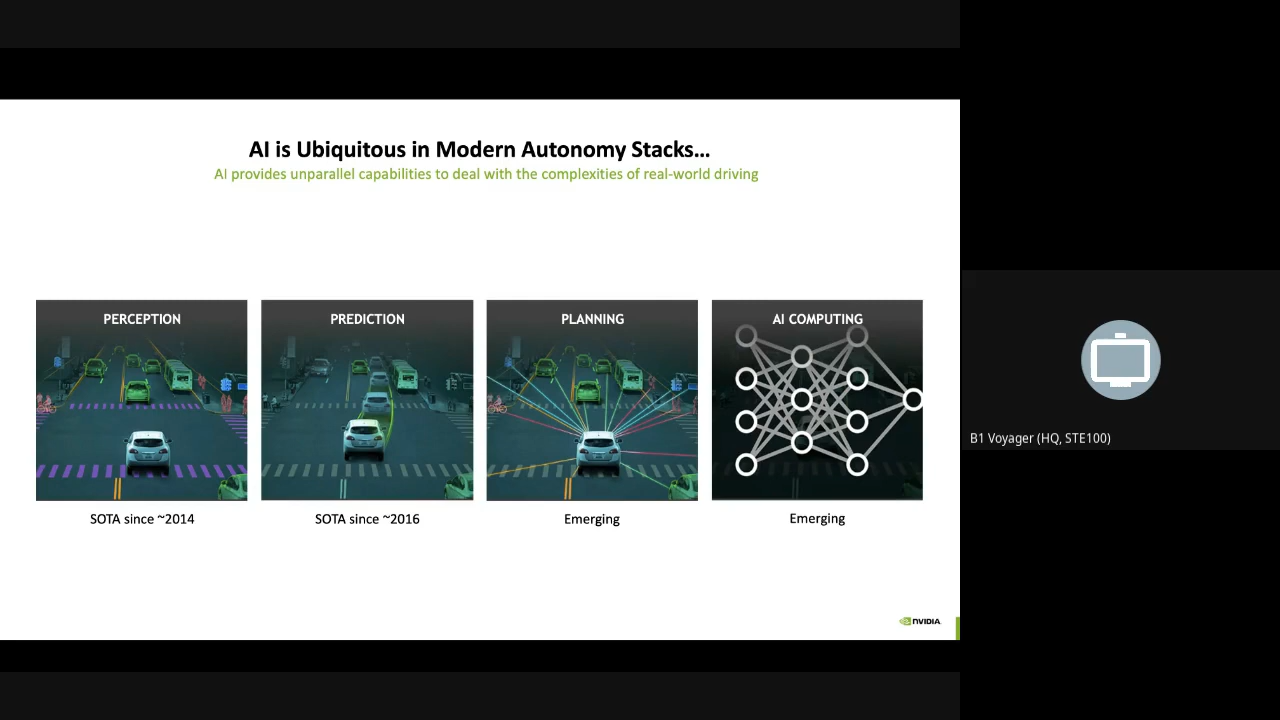 AI is Ubiquitous in Modern Autonomy Stacks...
AI provides unparallel capabilities to deal with the complexities of real-world driving
PERCEPTION
PREDICTION
PLANNING
AI COMPUTING
SOTA since ~2014
SOTA since ~2016
Emerging
Emerging
NVIDIA
B1 Voyager (HQ, STE100)